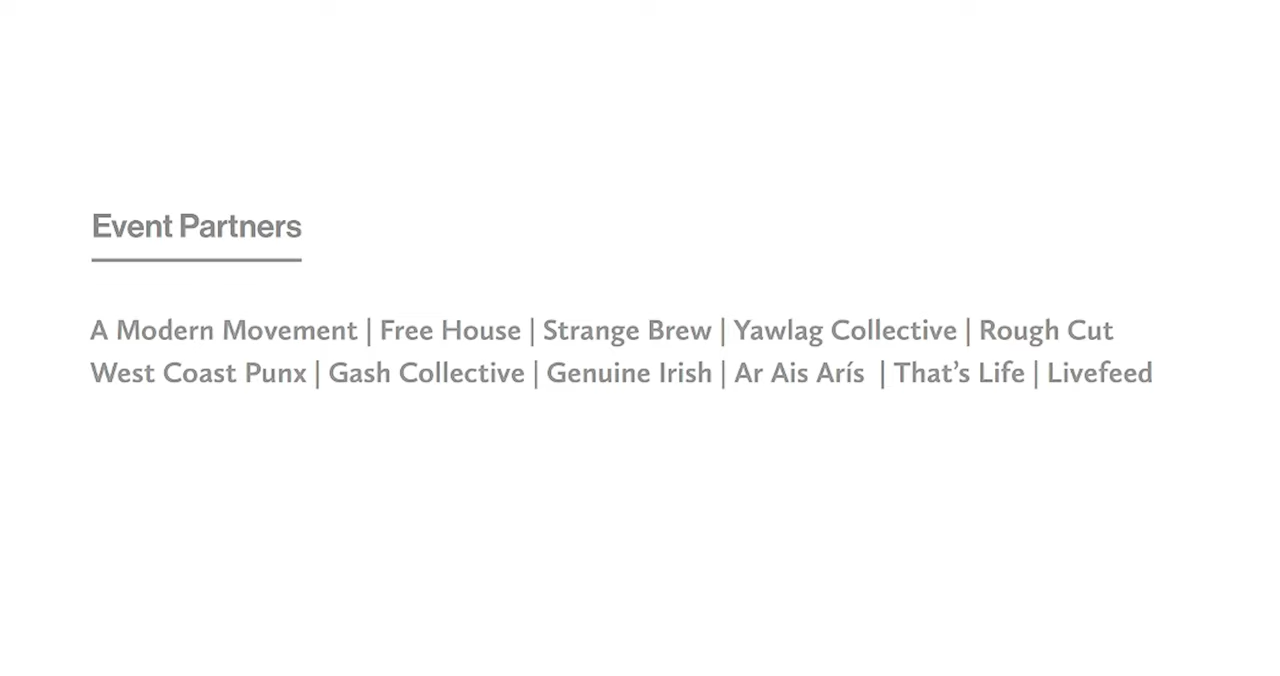 Event Partners
A Modern Movement | Free House | Strange Brew | Yawlag Collective | Rough Cut
West Coast Punx | Gash Collective | Genuine Irish | Ar Ais Arís | That’s Life | Livefeed